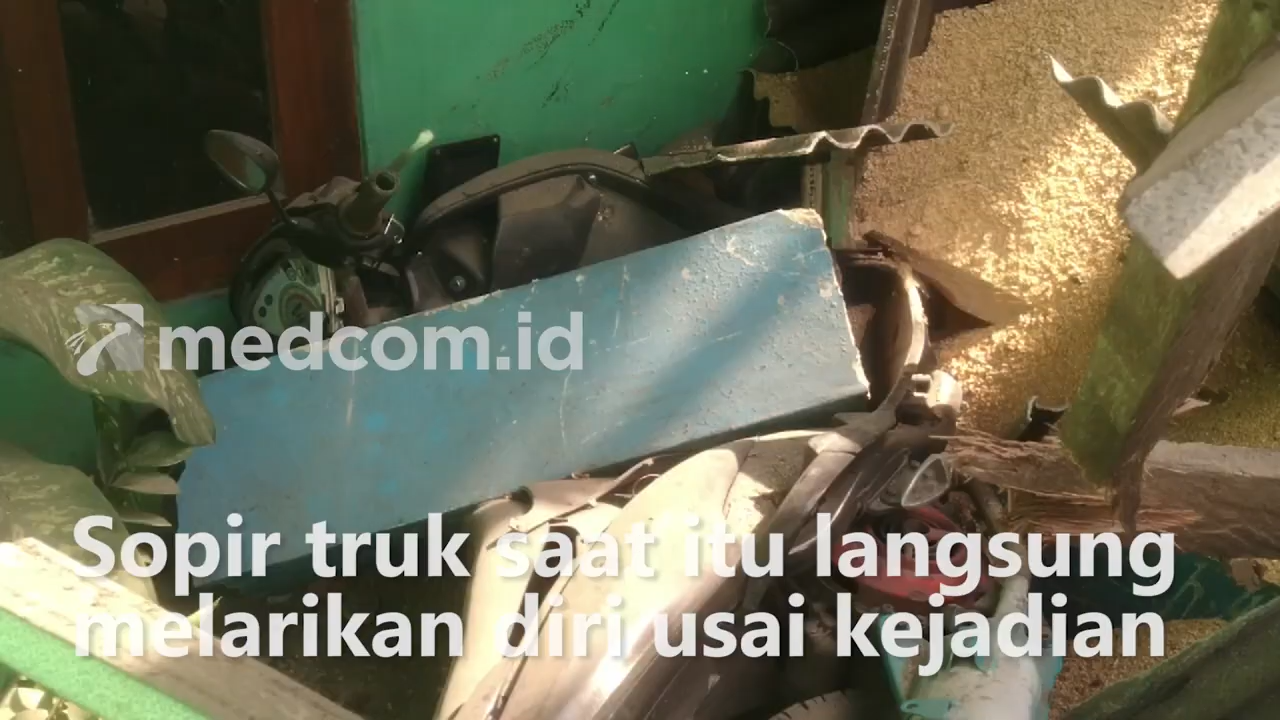 medcom.id
Sopir truk saat itu langsung
melarikan diri usai kejadian